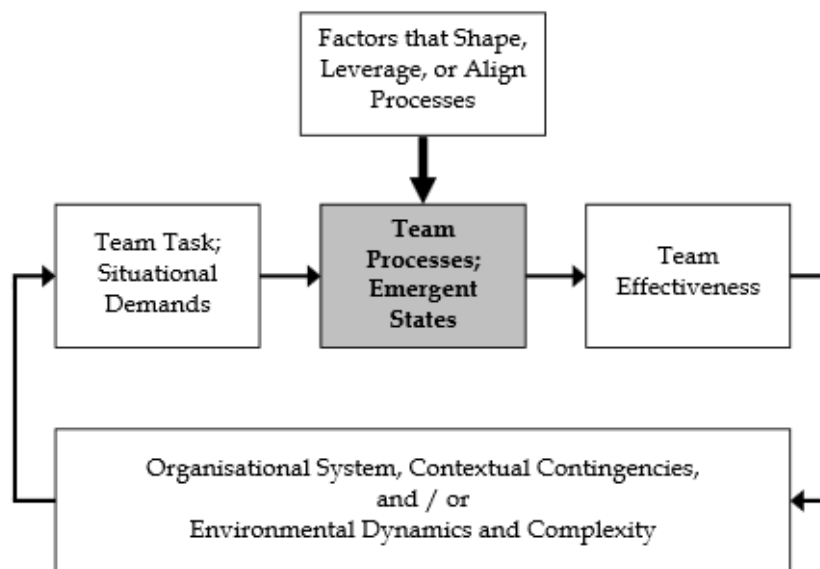 Factors that Shape,
Leverage, or Align
Processes
Team Task;
Situational
Demands
Team
Processes;
Emergent
States
Team
Effectiveness
Organisational System, Contextual Contingencies,
and / or
Environmental Dynamics and Complexity